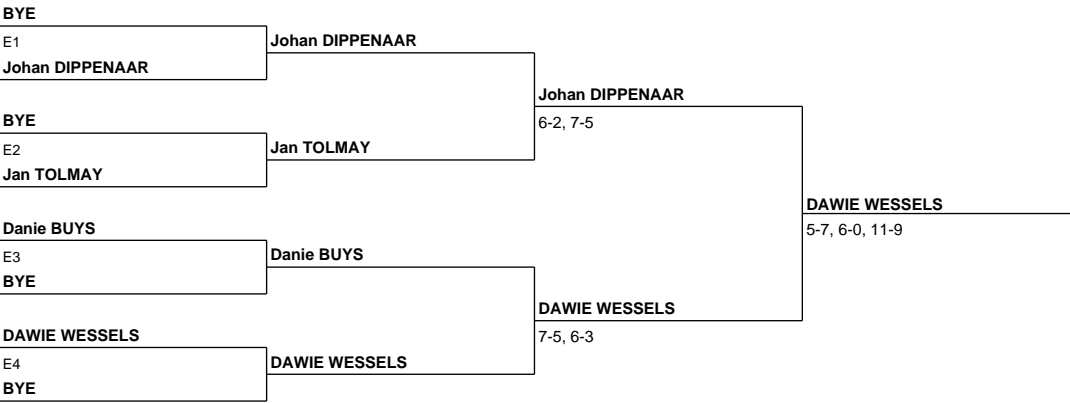 BYE
E1
Johan DIPPENAAR
Johan DIPPENAAR
BYE
E2
Jan TOLMAY
Jan TOLMAY
Johan DIPPENAAR
6-2, 7-5
Danie BUYS
E3
BYE
Danie BUYS
DAWIE WESSELS
E4
BYE
DAWIE WESSELS
DAWIE WESSELS
7-5, 6-3
DAWIE WESSELS
5-7, 6-0, 11-9